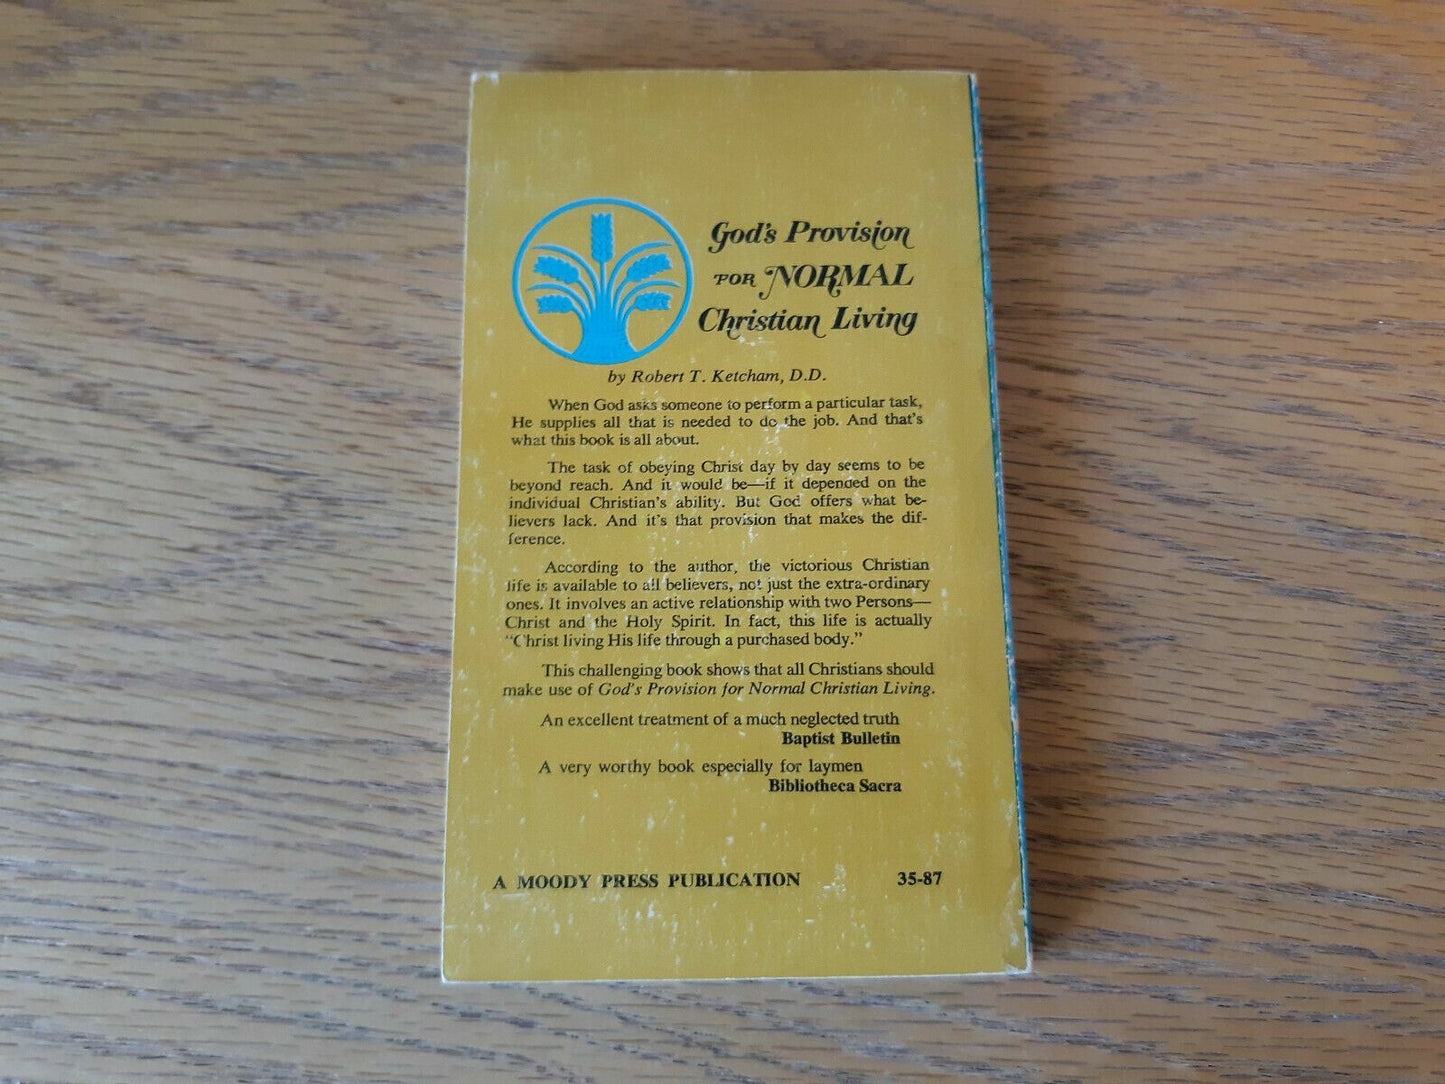 God's Provision
FOR NORMAL
Christian Living
by Robert T. Ketcham, D.D.
When God asks someone to perform a particular task,
He supplies all that is needed to do the job. And that's
what this book is all about.
The task of obeying Christ day by day seems to be
beyond reach. And it would be—if it depended on the
individual Christian's ability. But God offers what be-
lievers lack. And it's that provision that makes the dif-
ference.
According to the author, the victorious Christian
life is available to all believers, not just the extra-ordinary
ones. It involves an active relationship with two Persons—
Christ and the Holy Spirit. In fact, this life is actually
"Christ living His life through a purchased body."
This challenging book shows that all Christians should
make use of God's Provision for Normal Christian Living.
An excellent treatment of a much neglected truth
Baptist Bulletin
A very worthy book especially for laymen
Bibliotheca Sacra
A MOODY PRESS PUBLICATION 35-87